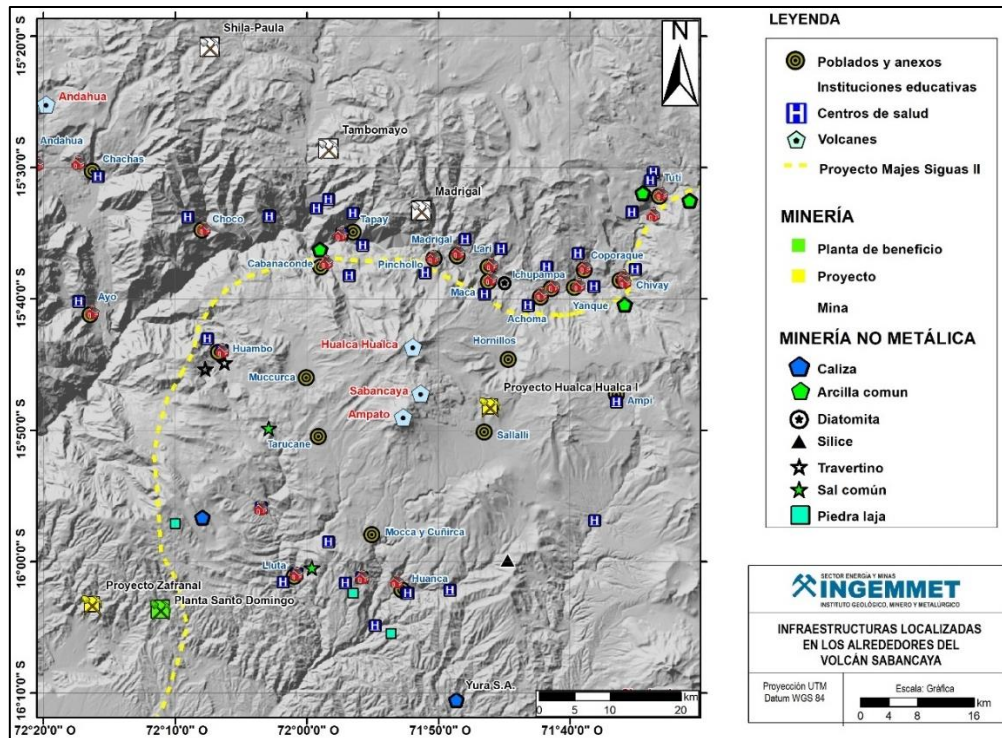 Shila-Paula
N
Andahua
Tambomayo
Andahua
Chachas
Tuti
Madrigal
Choco
Tapay
Madrigal
Lari
Cabanaconde
Pinchollo
Ichupampa
Coporaque
Chivay
Maca
Yanque
Achoma
Ayo
Huambo
Hualca Hualca
Hornillos
Muccurca
Sabancaya
Proyecto Hualca Hualca I
Ampi
Ampato
Tarucane
Sallalli
Mocca y Cuñirca
Lluta
Huanca
Proyecto Zafranal
Planta Santo Domingo
Yura S.A.
km
0 5 10 20
15°20'0" S
15°30'0" S
15°40'0" S
15°50'0" S
16°00'0" S
16°10'0" S
72°20'0" O
72°10'0" O
72°00'0" O
71°50'0" O
71°40'0" O
LEYENDA
Poblados y anexos
Instituciones educativas
H Centros de salud
Volcanes
Proyecto Majes Siguas II
MINERÍA
Planta de beneficio
Proyecto
Mina
MINERÍA NO METÁLICA
Caliza
Arcilla comun
Diatomita
Silice
Travertino
Sal común
Piedra laja
SECTOR ENERGÍA Y MINAS
INGEMMET
INSTITUTO GEOLÓGICO, MINERO Y METALÚRGICO
INFRAESTRUCTURAS LOCALIZADAS
EN LOS ALREDEDORES DEL
VOLCÁN SABANCAYA
Proyección UTM
Datum WGS 84
Escala: Gráfica
km
0 4 8 16